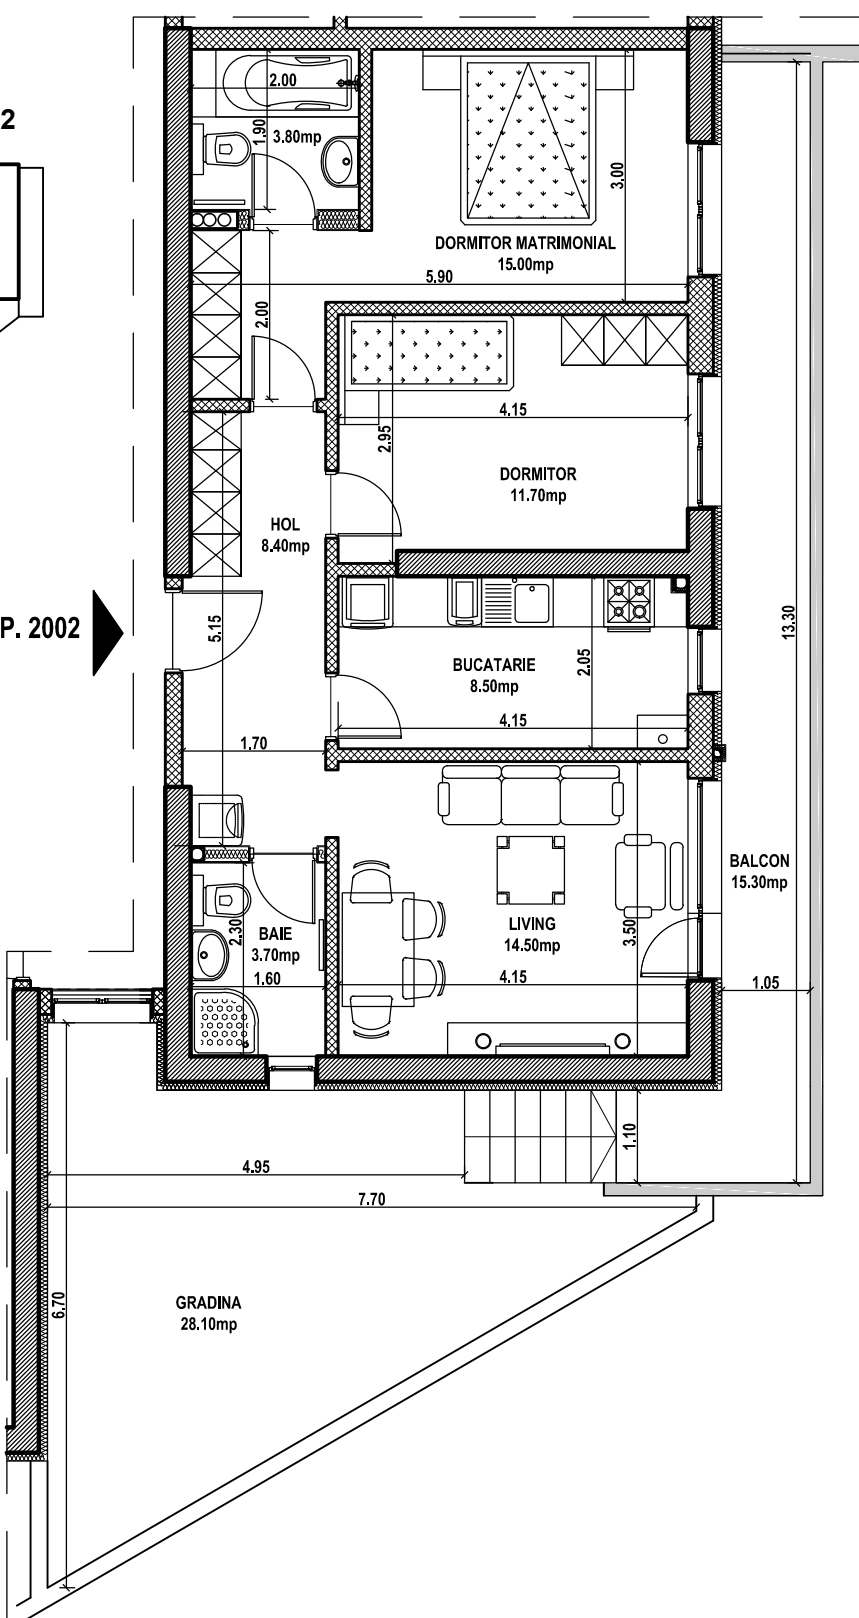 2
2.00
1.90
3.80mp
3.00
DORMITOR MATRIMONIAL
15.00mp
5.90
2.00
4.15
2.95
DORMITOR
11.70mp
HOL
8.40mp
13.30
P. 2002
5.15
BUCATARIE
8.50mp
2.05
4.15
1.70
BALCON
15.30mp
LIVING
14.50mp
3.50
BAIE
3.70mp
2.30
1.60
4.15
1.05
1.10
4.95
7.70
6.70
GRADINA
28.10mp